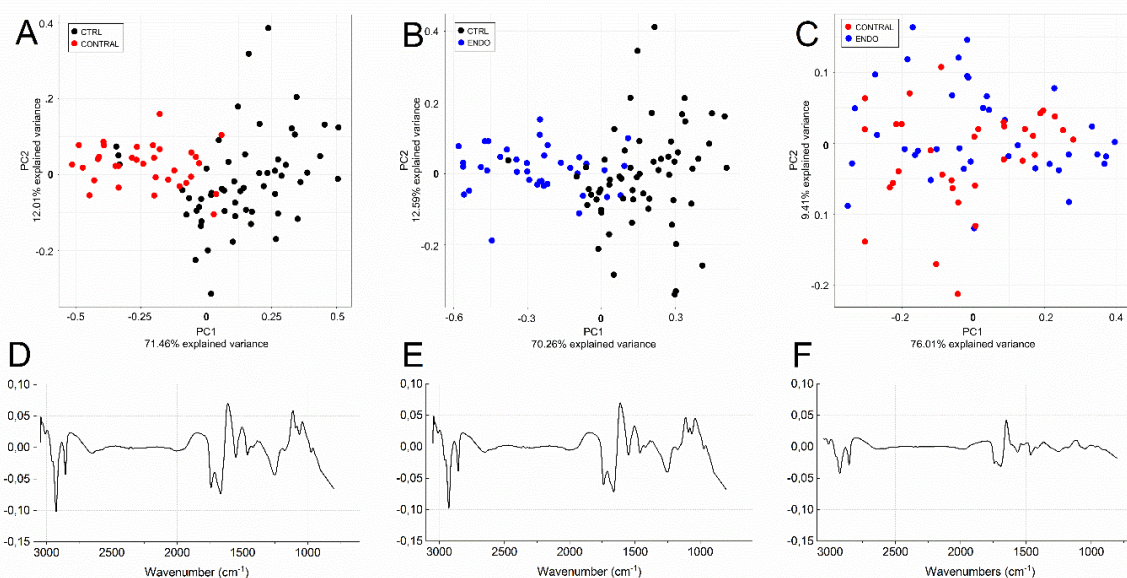 A
CTRL
CONTRAL
0.4
0.2
0
-0.2
PC2
12.01% explained variance
-0.5
-0.25
0
0.25
0.5
PC1
71.46% explained variance
B
CTRL
ENDO
0.4
0.2
0
-0.2
PC2
12.59% explained variance
-0.6
-0.3
0
0.3
PC1
70.26% explained variance
C
CONTRAL
ENDO
0.1
0
0.1
-0.2
PC2
9.41% explained variance
-0.2
0
0.2
0.4
PC1
76.01% explained variance
D
0,10
0,05
0,00
-0,05
-0,10
-0,15
3000
2500
2000
1500
1000
Wavenumber (cm-1)
E
0,10
0,05
0,00
-0,05
-0,10
-0,15
3000
2500
2000
1500
1000
Wavenumber (cm-1)
F
0,10
0,05
0,00
-0,05
-0,10
-0,15
3000
2500
2000
1500
1000
Wavenumbers (cm-1)